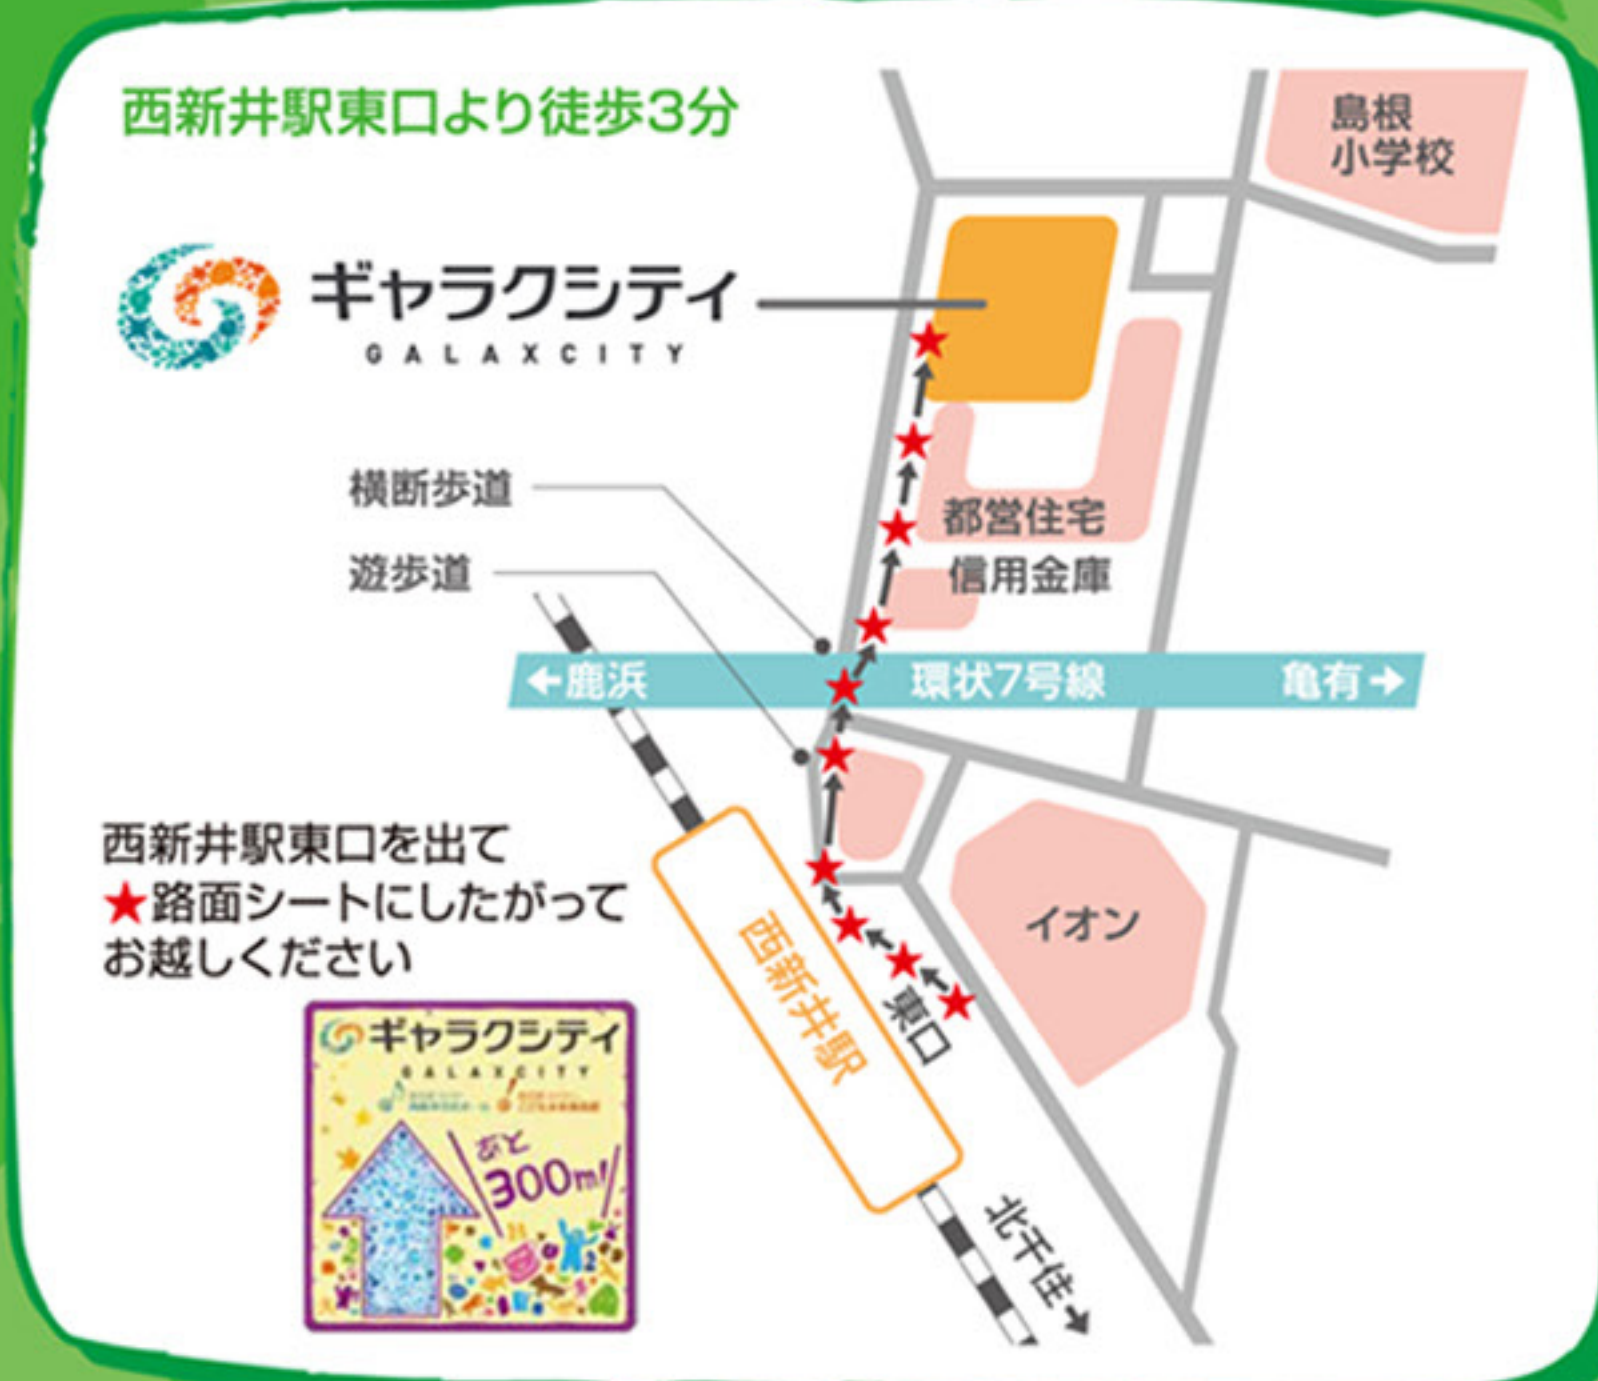 西新井駅東口より徒歩3分
島根
小学校
ギャラクシティ
GALAXCITY
横断歩道
遊歩道
都営住宅
信用金庫
←鹿浜
環状7号線
亀有→
西新井駅東口を出て
★路面シートにしたがって
お越しください
イオン
西新井駅
東口
北千住→
ギャラクシティ
GALAXCITY
あと
300m!